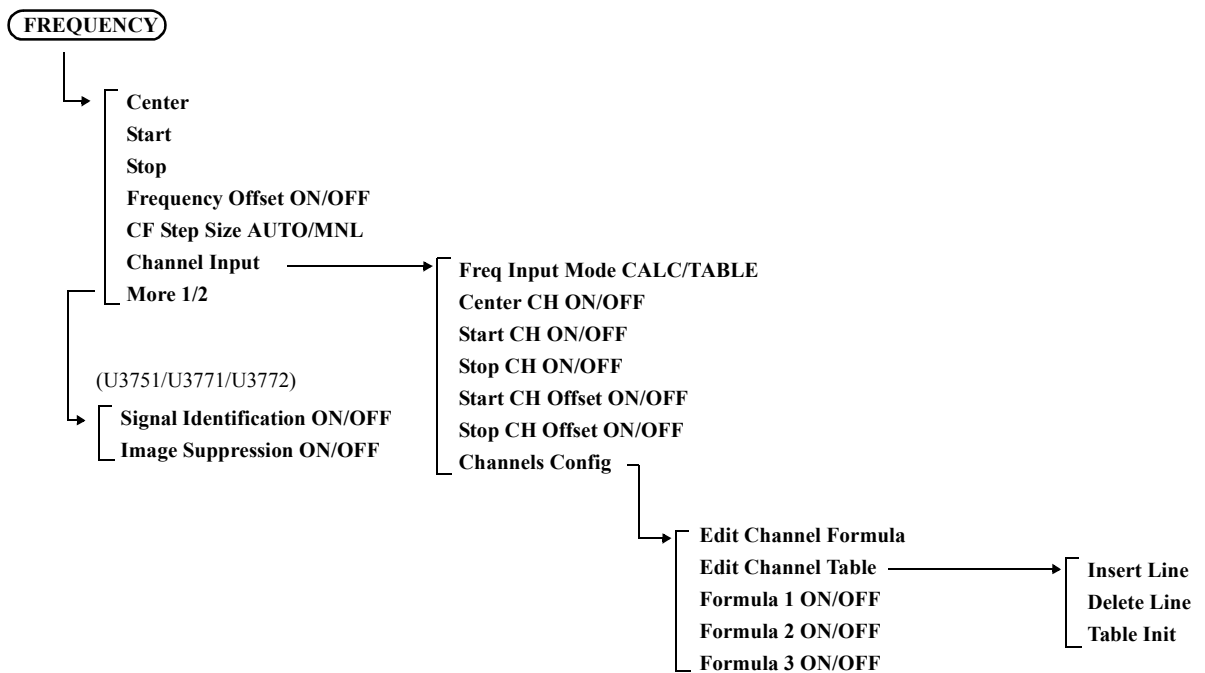 FREQUENCY
Center
Start
Stop
Frequency Offset ON/OFF
CF Step Size AUTO/MNL
Channel Input
More 1/2
(U3751/U3771/U3772)
Signal Identification ON/OFF
Image Suppression ON/OFF
Freq Input Mode CALC/TABLE
Center CH ON/OFF
Start CH ON/OFF
Stop CH ON/OFF
Start CH Offset ON/OFF
Stop CH Offset ON/OFF
Channels Config
Edit Channel Formula
Edit Channel Table
Formula 1 ON/OFF
Formula 2 ON/OFF
Formula 3 ON/OFF
Insert Line
Delete Line
Table Init